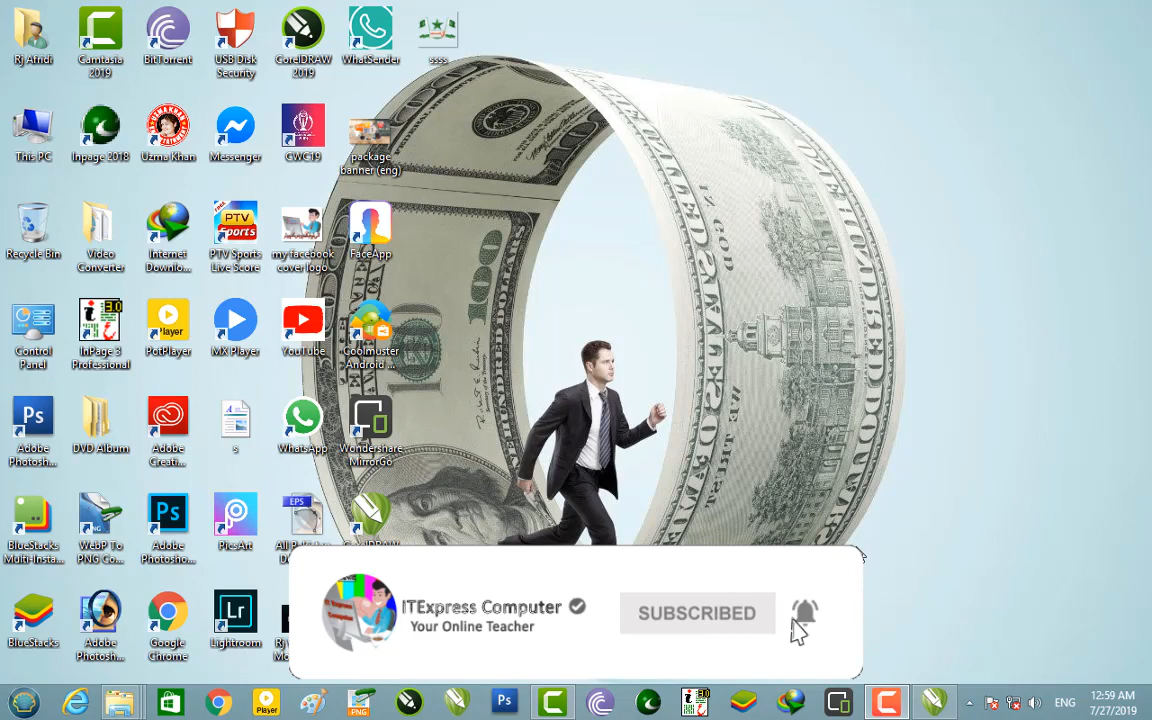 Rj Afridi
Camtasia 2019
BitTorrent
USB Disk Security
CorelDRAW 2019
WhatSender
ssss
This PC
Inpage 2018
Uzma Khan
Messenger
CWC19
package banner (eng)
Recycle Bin
Video Converter
Internet Downlo...
PTV Sports Live Score
my facebook cover logo
FaceApp
Control Panel
InPage 3 Professional
PotPlayer
MX Player
YouTube
Coolmuster Android ...
Adobe Photosh...
DVD Album
Adobe Creati...
s
WhatsApp
Wondershare MirrorGo
BlueStacks Multi-Insta...
WebP To PNG Co...
Adobe Photosho...
PicsArt
BlueStacks
Adobe Photosh...
Google Chrome
Lightroom
ITExpress Computer
Your Online Teacher
SUBSCRIBED
ENG
12:59 AM
7/27/2019